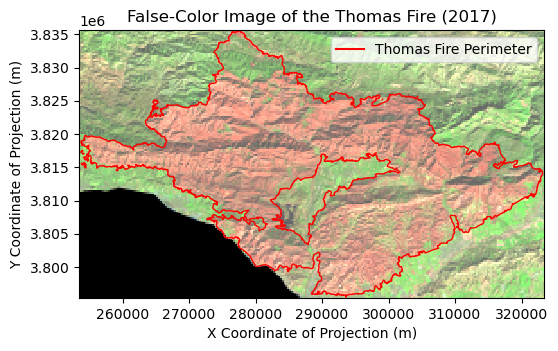 False-Color Image of the Thomas Fire (2017)
1e6
Thomas Fire Perimeter
3.835
3.830
3.825
3.820
3.815
3.810
3.805
3.800
Y Coordinate of Projection (m)
260000 270000 280000 290000 300000 310000 320000
X Coordinate of Projection (m)